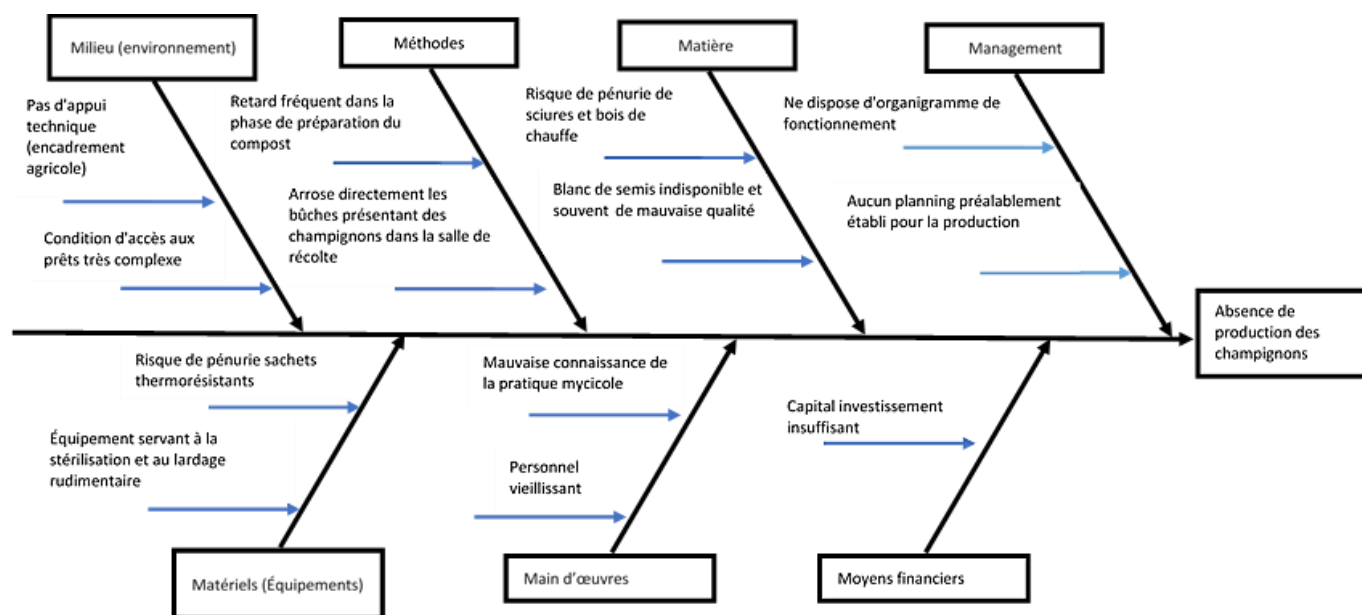 Milieu (environnement)
Méthodes
Matière
Management
Pas d'appui
technique
(encadrement
agricole)
Condition d'accès aux
prêts très complexe
Retard fréquent dans la
phase de préparation du
compost
Arrose directement les
bûches présentant des
champignons dans la salle de
récolte
Risque de pénurie de
sciures et bois de
chauffe
Blanc de semis indisponible et
souvent de mauvaise qualité
Ne dispose d'organigramme de
fonctionnement
Aucun planning préalablement
établi pour la production
Absence de
production des
champignons
Risque de pénurie sachets
thermorésistants
Équipement servant à la
stérilisation et au lardage
rudimentaire
Mauvaise connaissance de
la pratique mycicole
Personnel
vieillissant
Capital investissement
insuffisant
Matériels (Équipements)
Main d'œuvres
Moyens financiers